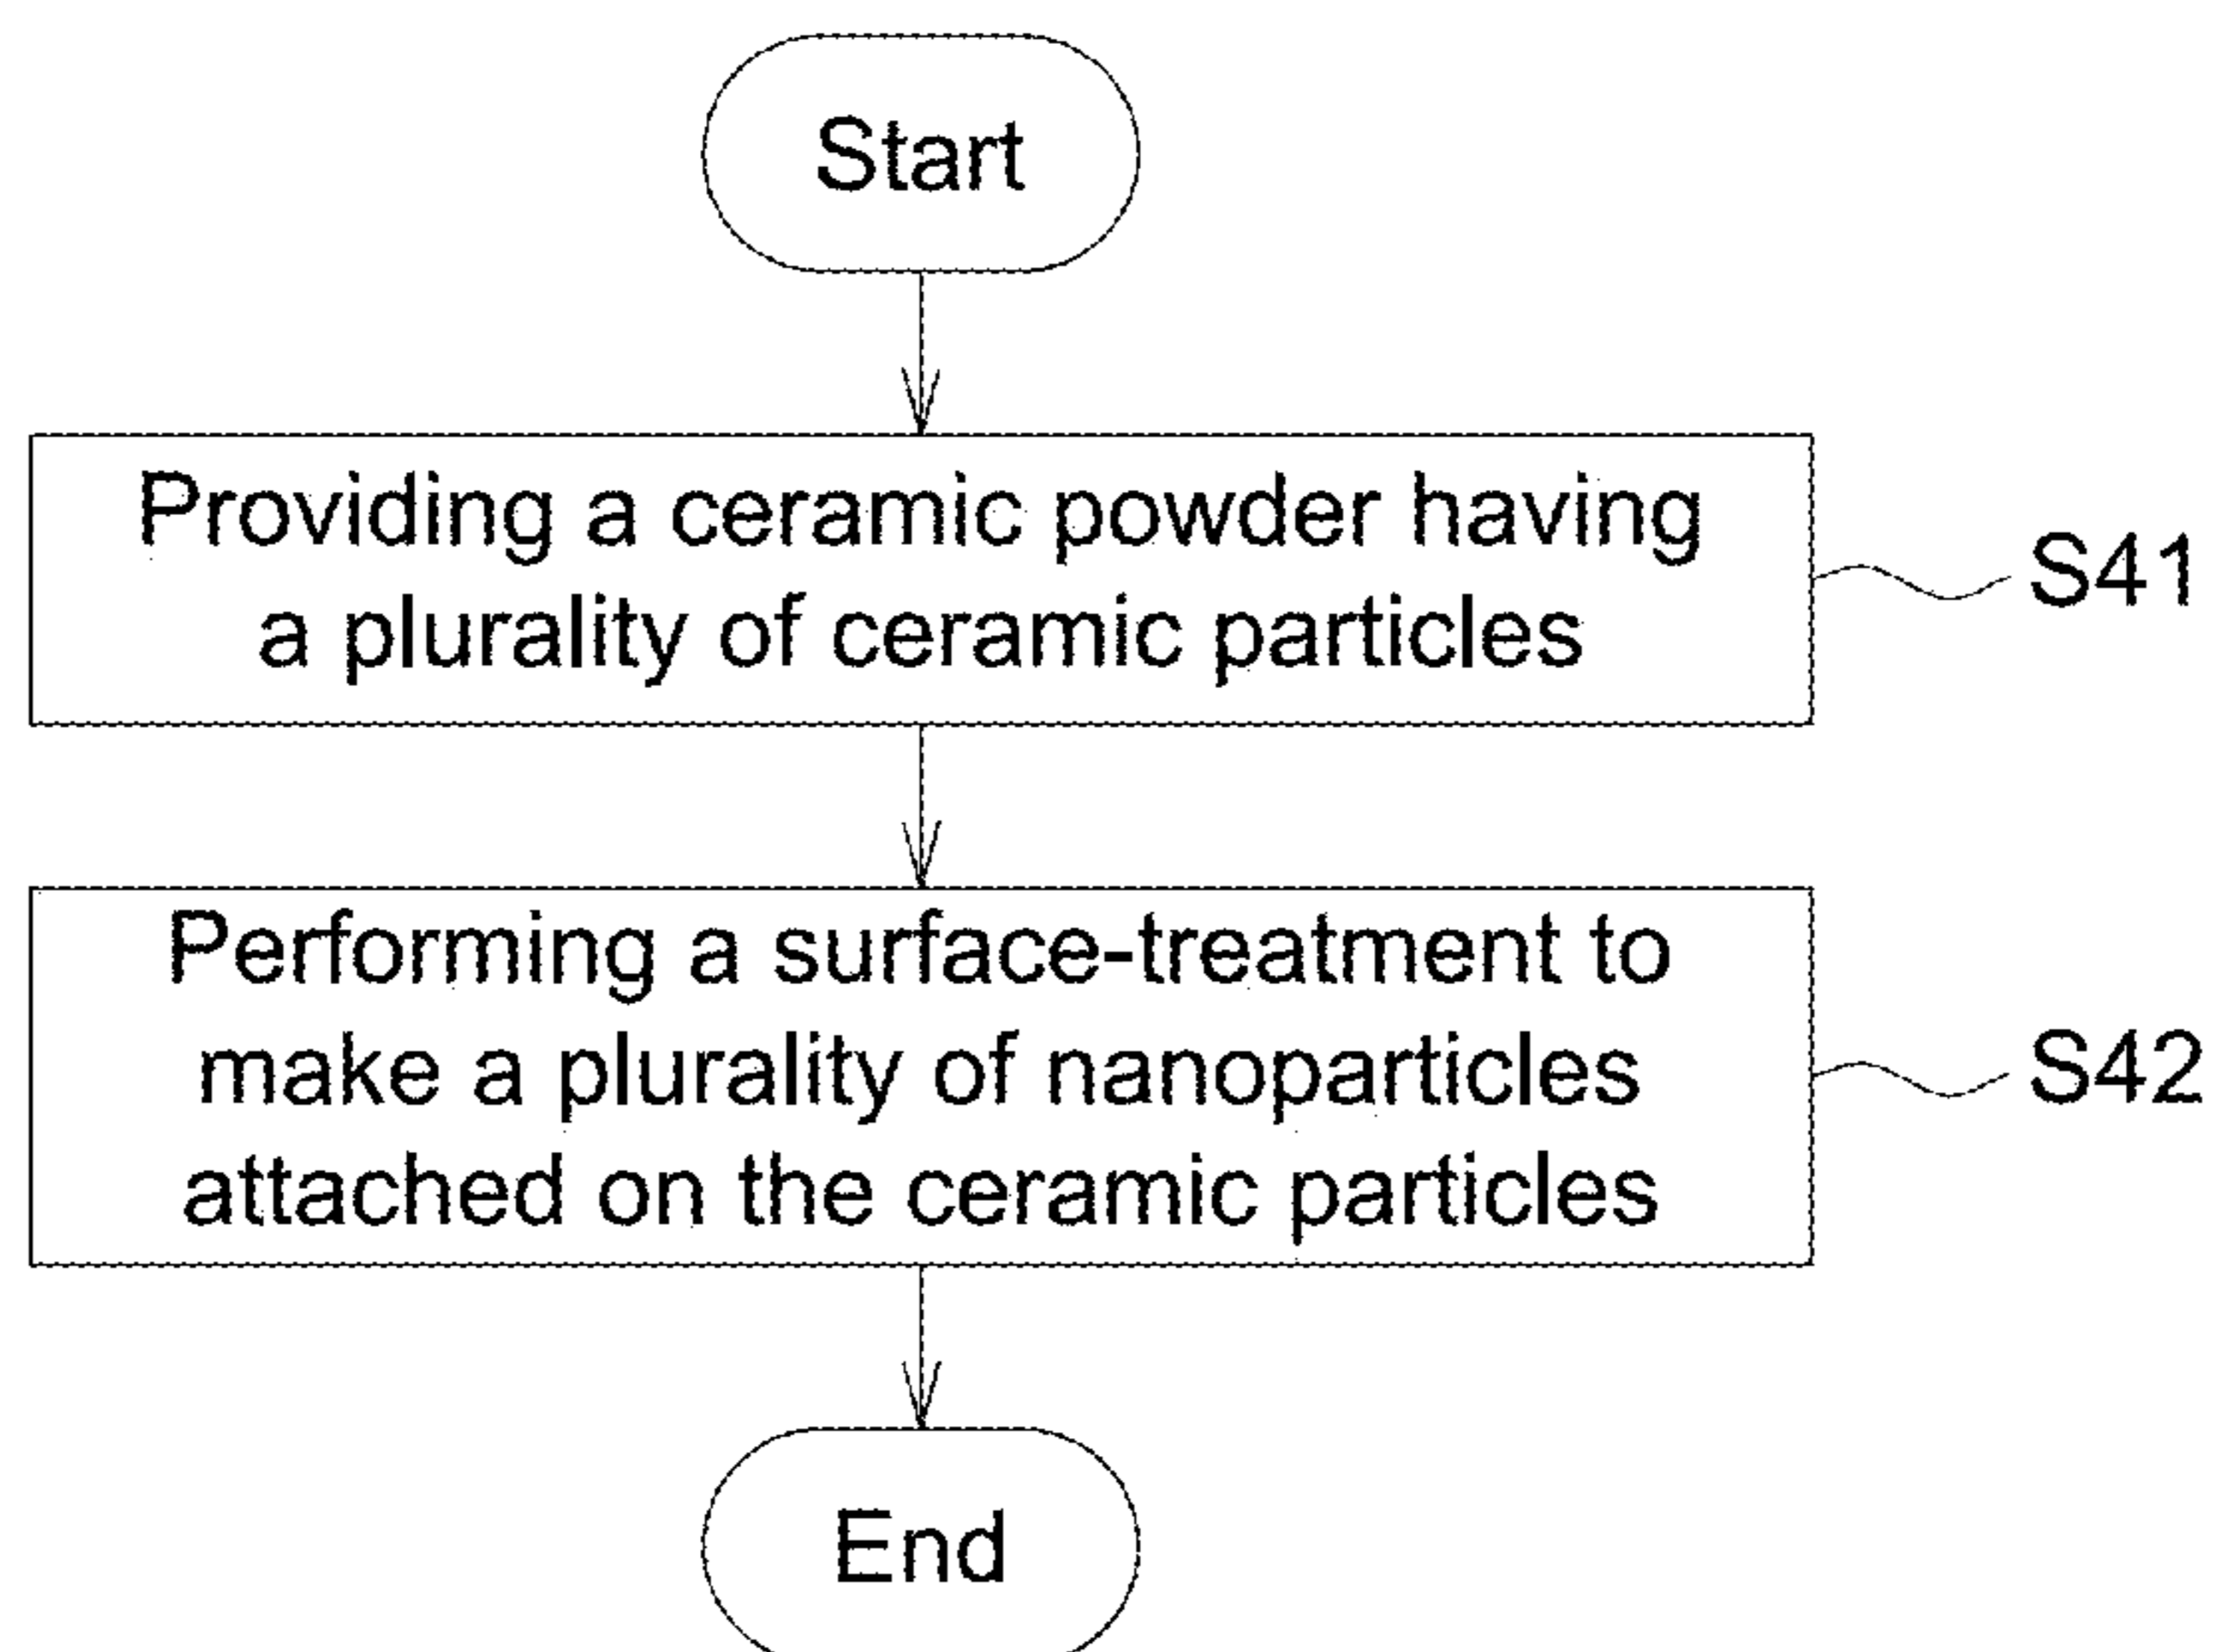 Start
Providing a ceramic powder having
a plurality of ceramic particles
S41
Performing a surface-treatment to
make a plurality of nanoparticles
attached on the ceramic particles
S42
End